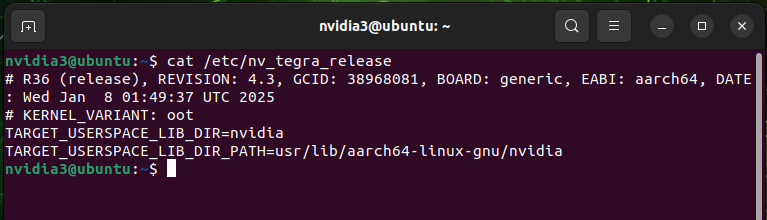 nvidia3@ubuntu: ~
nvidia3@ubuntu:~$ cat /etc/nv_tegra_release
# R36 (release), REVISION: 4.3, GCID: 38968081, BOARD: generic, EABI: aarch64, DATE
: Wed Jan  8 01:49:37 UTC 2025
# KERNEL_VARIANT: oot
TARGET_USERSPACE_LIB_DIR=nvidia
TARGET_USERSPACE_LIB_DIR_PATH=usr/lib/aarch64-linux-gnu/nvidia
nvidia3@ubuntu:~$